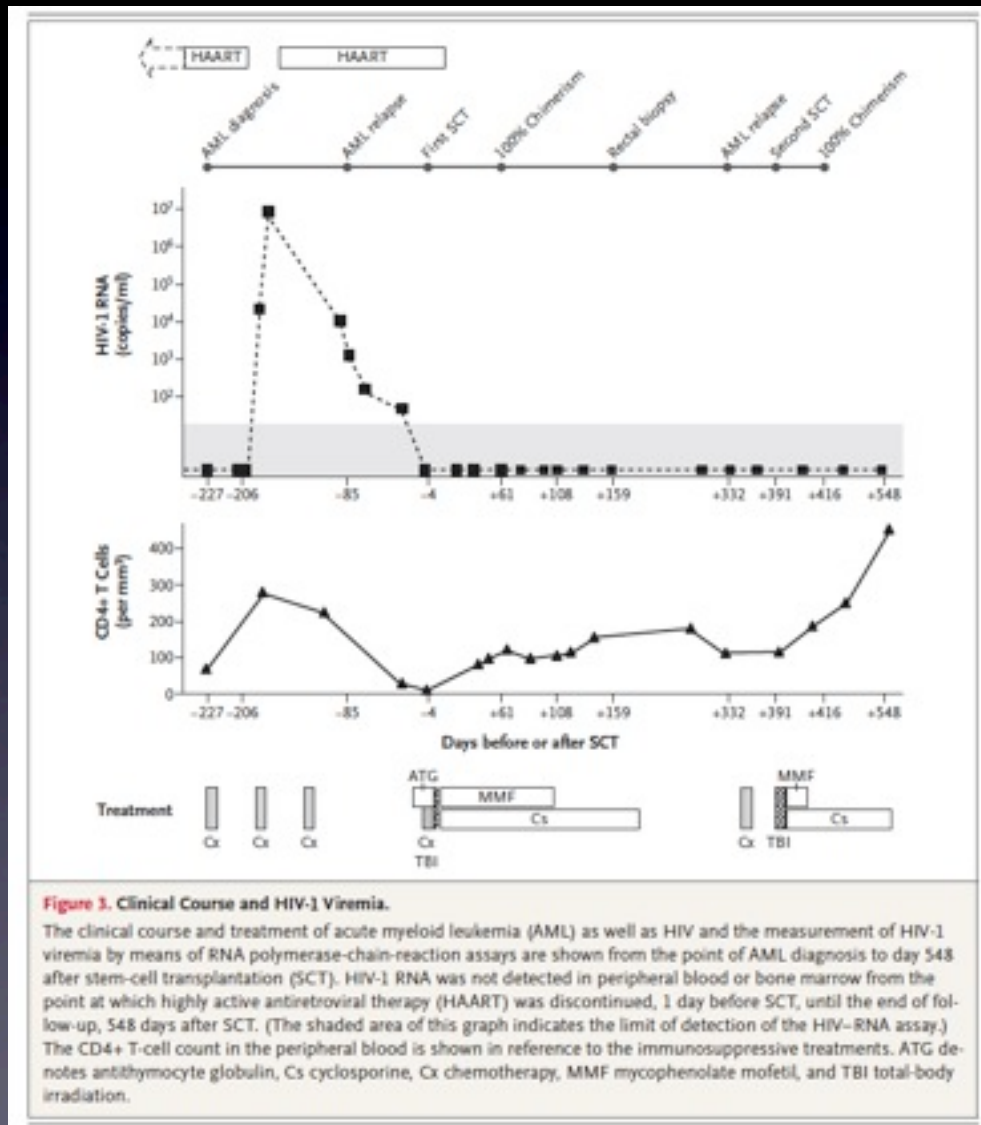 HAART HAART
AML diagnosis AML relapse First SCT 100% Chimerism Rectal biopsy AML relapse Second SCT 100% Chimerism
HIV-1 RNA
(copies/ml)
10⁷
10⁶
10⁵
10⁴
10³
10²
-227 -206 -85 -4 +61 +108 +159 +332 +391 +416 +548
CD4+ T Cells
(per mm³)
400
300
200
100
0
-227 -206 -85 -4 +61 +108 +159 +332 +391 +416 +548
Days before or after SCT
Treatment
ATG MMF
MMF
Cs Cs
Cx Cx Cx Cx Cx TBI
TBI
Figure 3. Clinical Course and HIV-1 Viremia.
The clinical course and treatment of acute myeloid leukemia (AML) as well as HIV and the measurement of HIV-1
viremia by means of RNA polymerase-chain-reaction assays are shown from the point of AML diagnosis to day 548
after stem-cell transplantation (SCT). HIV-1 RNA was not detected in peripheral blood or bone marrow from the
point at which highly active antiretroviral therapy (HAART) was discontinued, 1 day before SCT, until the end of fol-
low-up, 548 days after SCT. (The shaded area of this graph indicates the limit of detection of the HIV–RNA assay.)
The CD4+ T-cell count in the peripheral blood is shown in reference to the immunosuppressive treatments. ATG de-
notes antithymocyte globulin, Cs cyclosporine, Cx chemotherapy, MMF mycophenolate mofetil, and TBI total-body
irradiation.